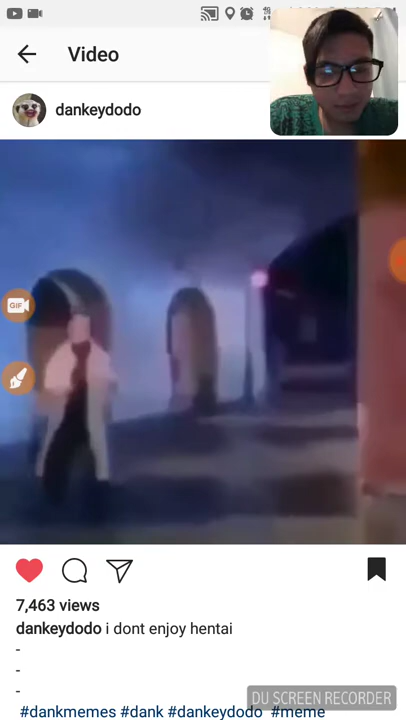 Video
dankeydodo
GIF
7,463 views
dankeydodo i dont enjoy hentai
-
-
-
#dankmemes #dank #dankeydodo #meme
DU SCREEN RECORDER